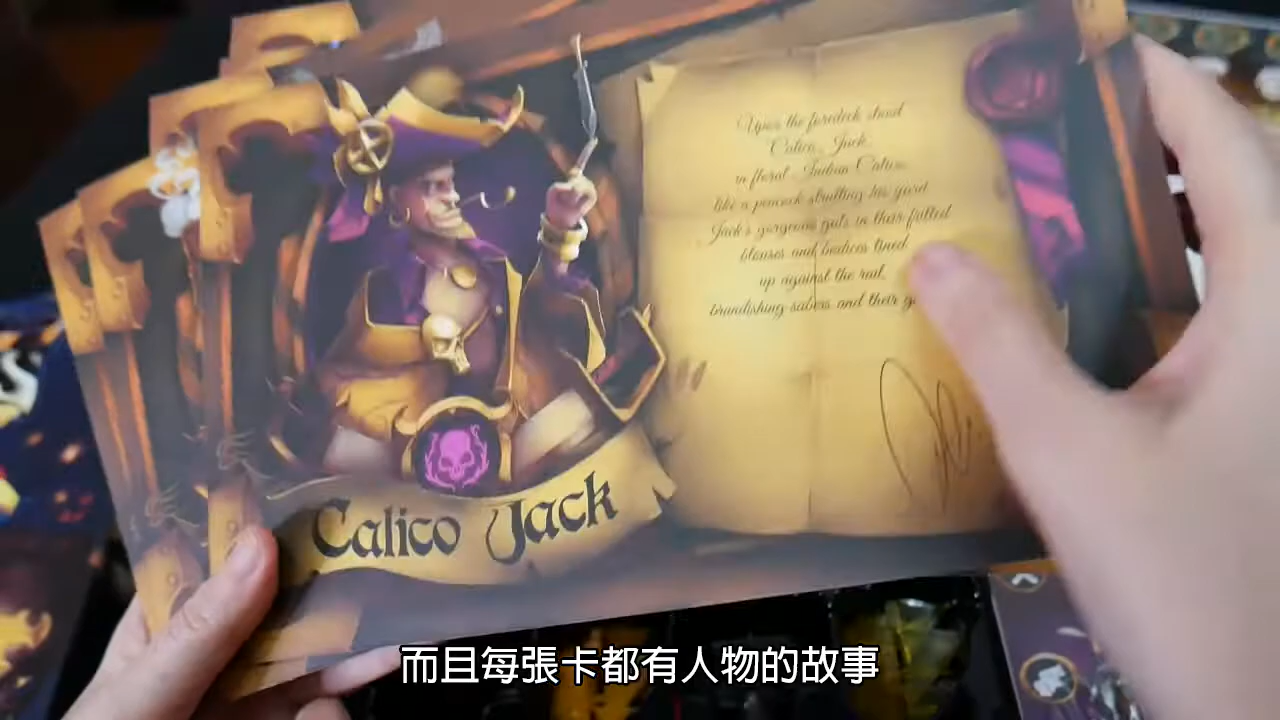 Upon the foredeck stood
Calico Jack
in floral Indian Calico
like a peacock strutting his yard
Jack's gorgeous guts in their frilled
blouses and bodices lined
up against the rail,
brandishing sabers and their
Calico Jack
而且每張卡都有人物的故事